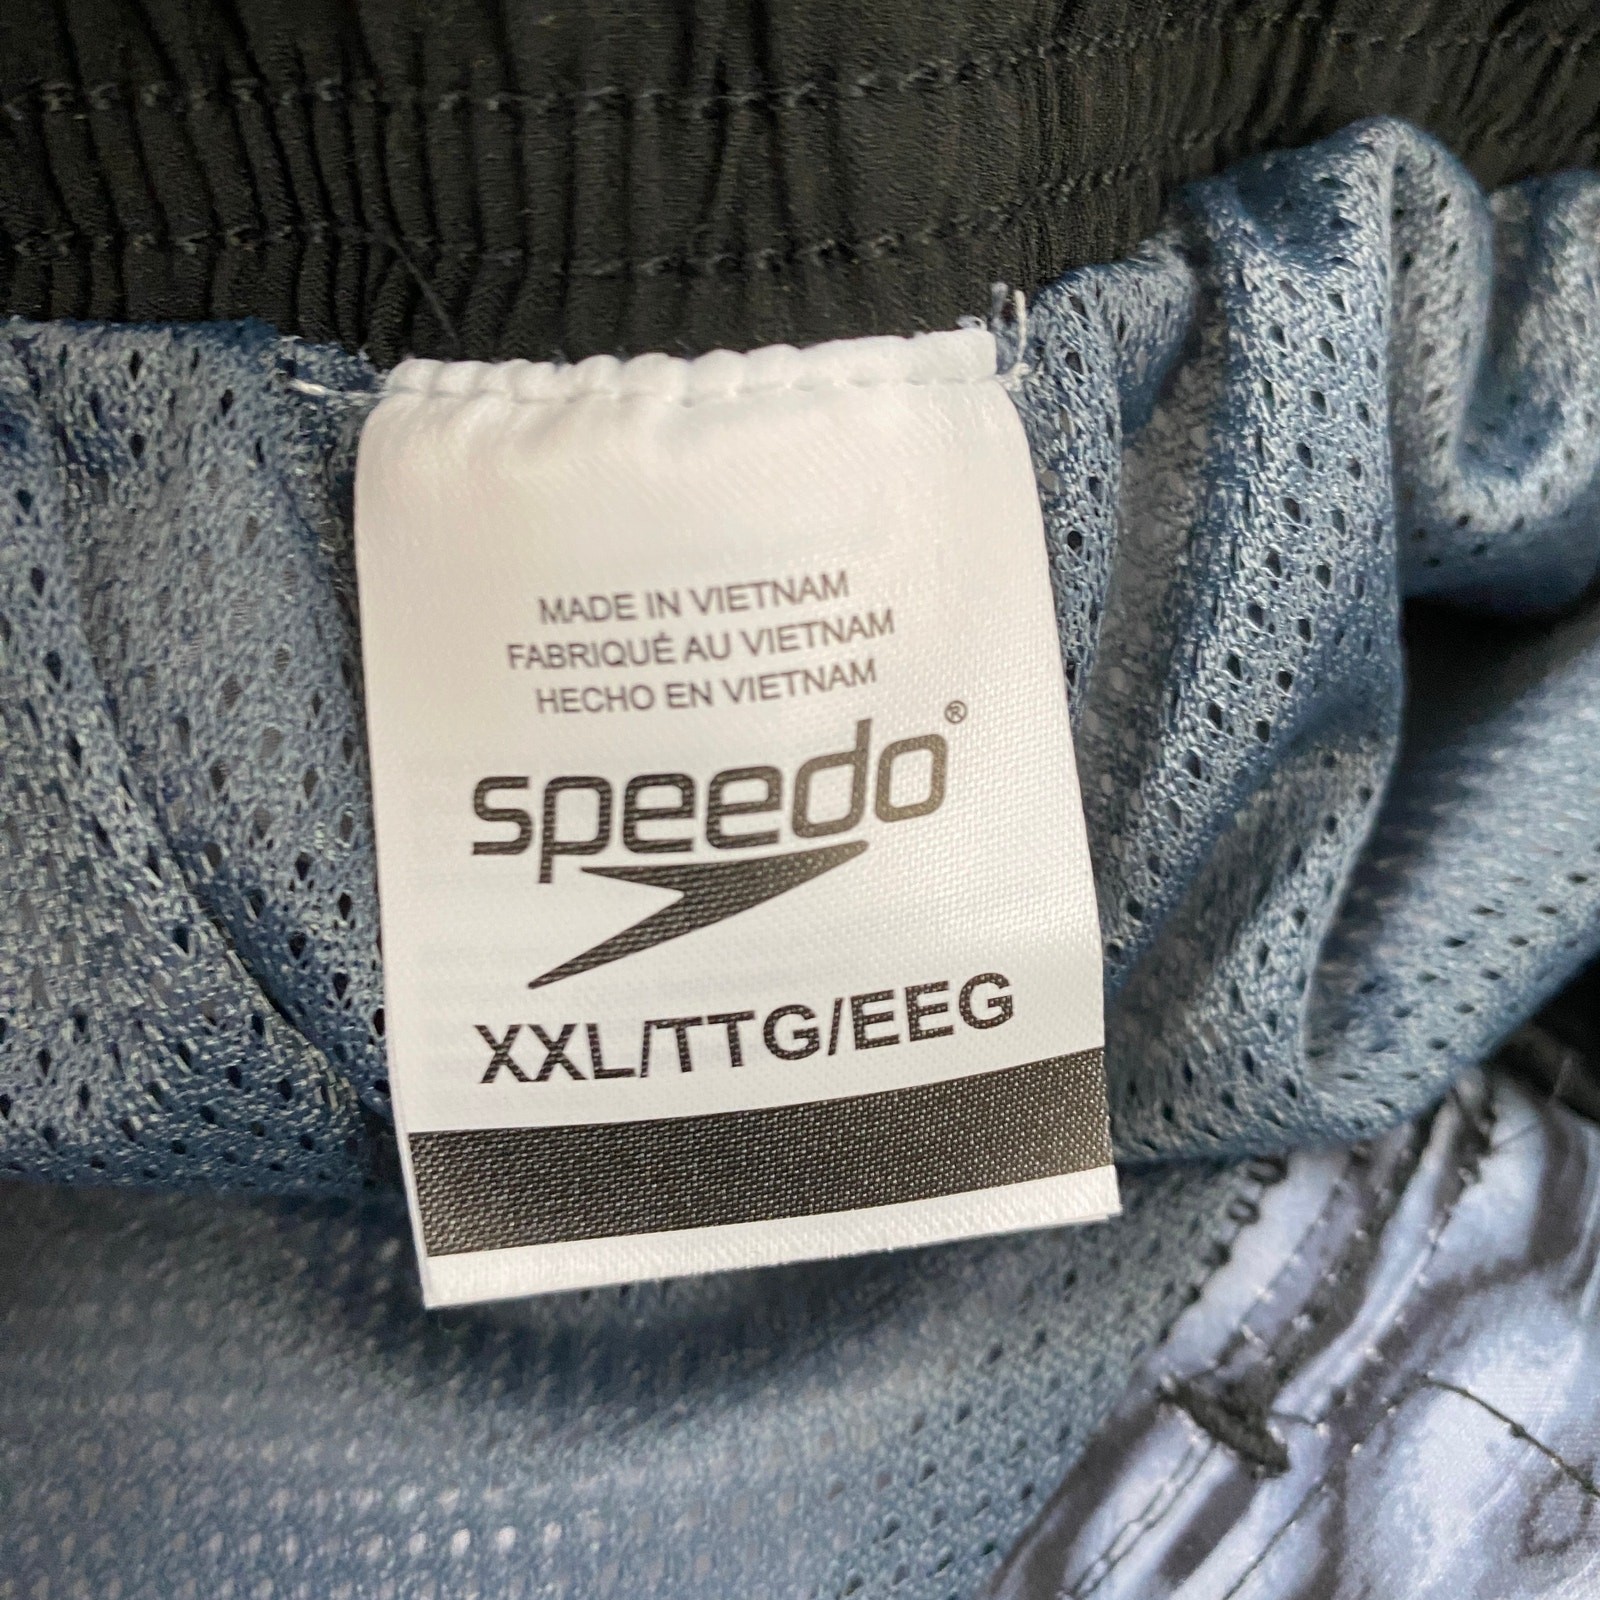 MADE IN VIETNAM
FABRIQUÉ AU VIETNAM
HECHO EN VIETNAM
speedo®
XXL/TTG/EEG